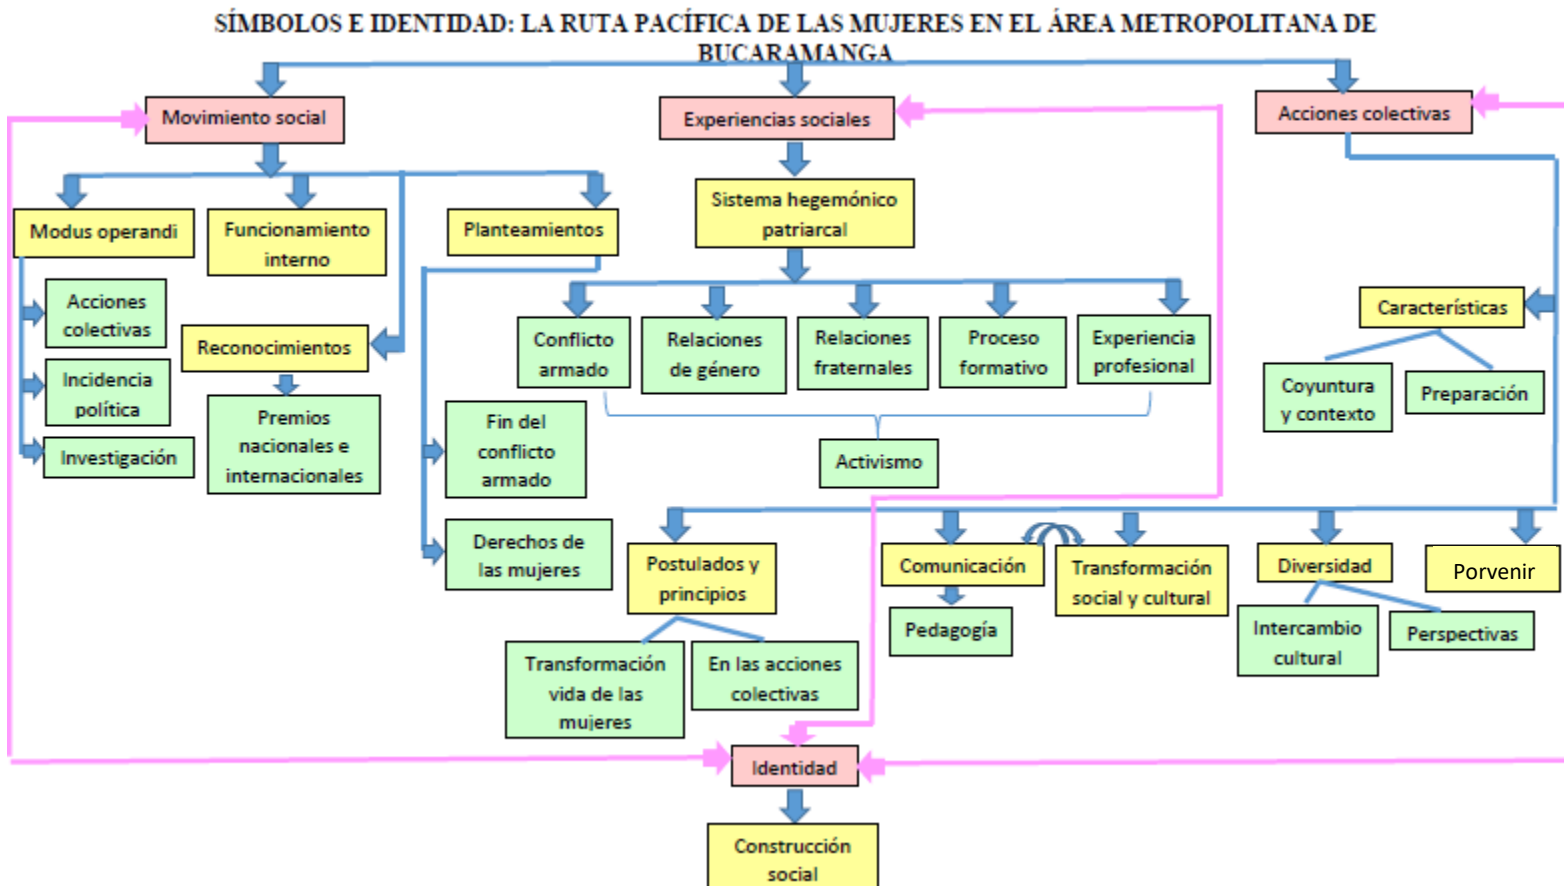 SÍMBOLOS E IDENTIDAD: LA RUTA PACÍFICA DE LAS MUJERES EN EL ÁREA METROPOLITANA DE
BUCARAMANGA
Movimiento social
Experiencias sociales
Acciones colectivas
Modus operandi
Funcionamiento
interno
Planteamientos
Sistema hegemónico
patriarcal
Acciones
colectivas
Reconocimientos
Incidencia
política
Investigación
Premios
nacionales e
internacionales
Fin del
conflicto
armado
Derechos de
las mujeres
Conflicto
armado
Relaciones
de género
Relaciones
fraternales
Proceso
formativo
Experiencia
profesional
Activismo
Características
Coyuntura
y contexto
Preparación
Postulados y
principios
Comunicación
Transformación
social y cultural
Diversidad
Porvenir
Transformación
vida de las
mujeres
En las acciones
colectivas
Pedagogía
Intercambio
cultural
Perspectivas
Identidad
Construcción
social